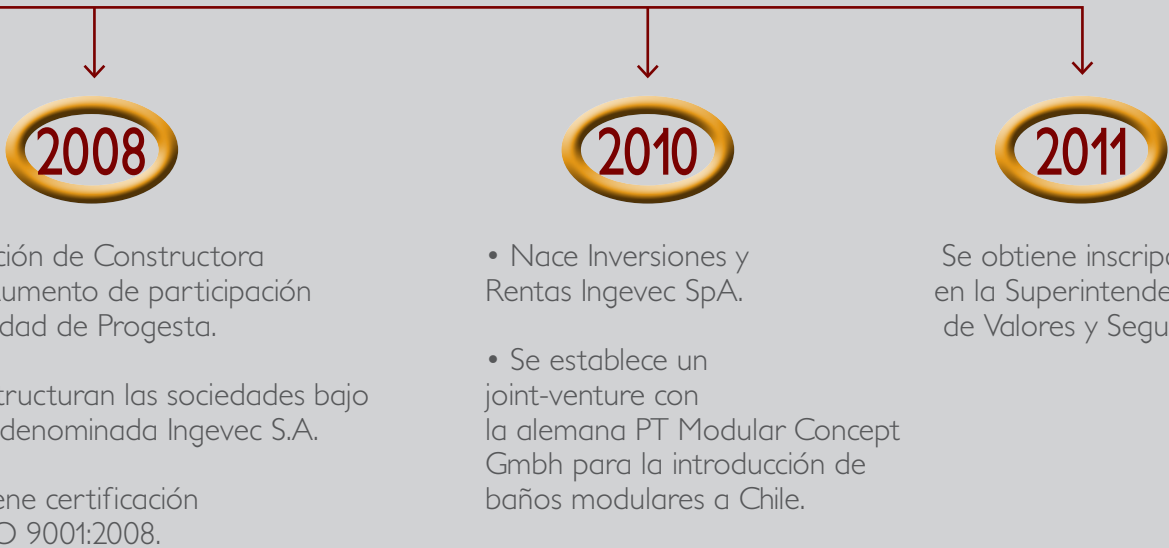 2008
ción de Constructora
umento de participación
dad de Progesta.
tructuran las sociedades bajo
denominada Ingevec S.A.
ene certificación
O 9001:2008.
2010
• Nace Inversiones y
Rentas Ingevec SpA.
• Se establece un
joint-venture con
la alemana PT Modular Concept
Gmbh para la introducción de
baños modulares a Chile.
2011
Se obtiene inscrip
en la Superintende
de Valores y Segu